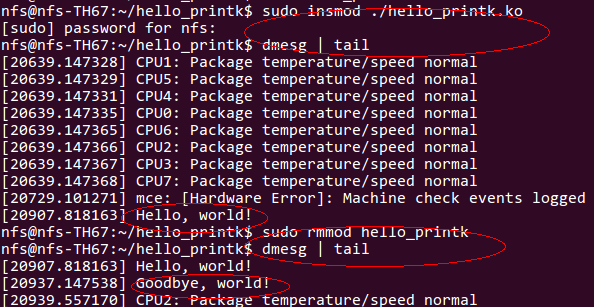 nfs@nfs-TH67:~/hello_printk$ sudo insmod ./hello_printk.ko
[sudo] password for nfs:
nfs@nfs-TH67:~/hello_printk$ dmesg | tail
[20639.147328] CPU1: Package temperature/speed normal
[20639.147329] CPU5: Package temperature/speed normal
[20639.147331] CPU4: Package temperature/speed normal
[20639.147335] CPU0: Package temperature/speed normal
[20639.147365] CPU6: Package temperature/speed normal
[20639.147366] CPU2: Package temperature/speed normal
[20639.147367] CPU3: Package temperature/speed normal
[20639.147368] CPU7: Package temperature/speed normal
[20729.101271] mce: [Hardware Error]: Machine check events logged
[20907.818163] Hello, world!
nfs@nfs-TH67:~/hello_printk$ sudo rmmod hello_printk
nfs@nfs-TH67:~/hello_printk$ dmesg | tail
[20907.818163] Hello, world!
[20937.147538] Goodbye, world!
[20939.557170] CPU2: Package temperature/speed normal